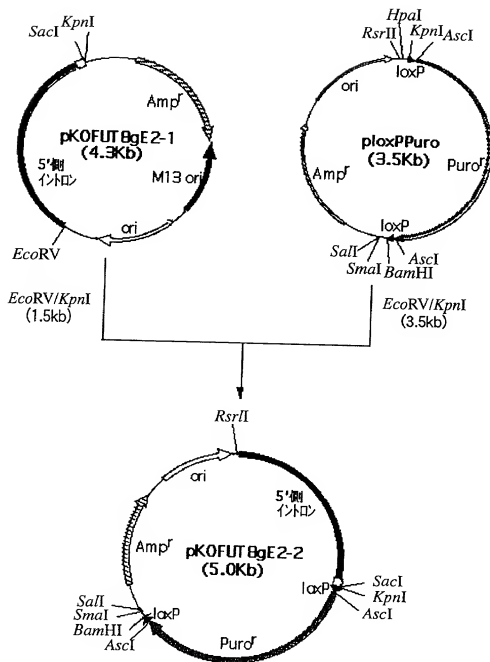 SacI
KpnI
Ampʳ
pKOFUT8gE2-1
(4.3Kb)
M13 ori
5'側
イントロン
ori
EcoRV
EcoRV/KpnI
(1.5kb)
HpaI
RsrII
KpnI
AscI
loxP
ori
ploxPPuro
(3.5Kb)
Puroʳ
Ampʳ
loxP
SalI
SmaI
BamHI
AscI
EcoRV/KpnI
(3.5kb)
RsrII
ori
5'側
イントロン
Ampʳ
pKOFUT8gE2-2
(5.0Kb)
SacI
loxP
KpnI
AscI
SalI
SmaI
loxP
BamHI
AscI
Puroʳ